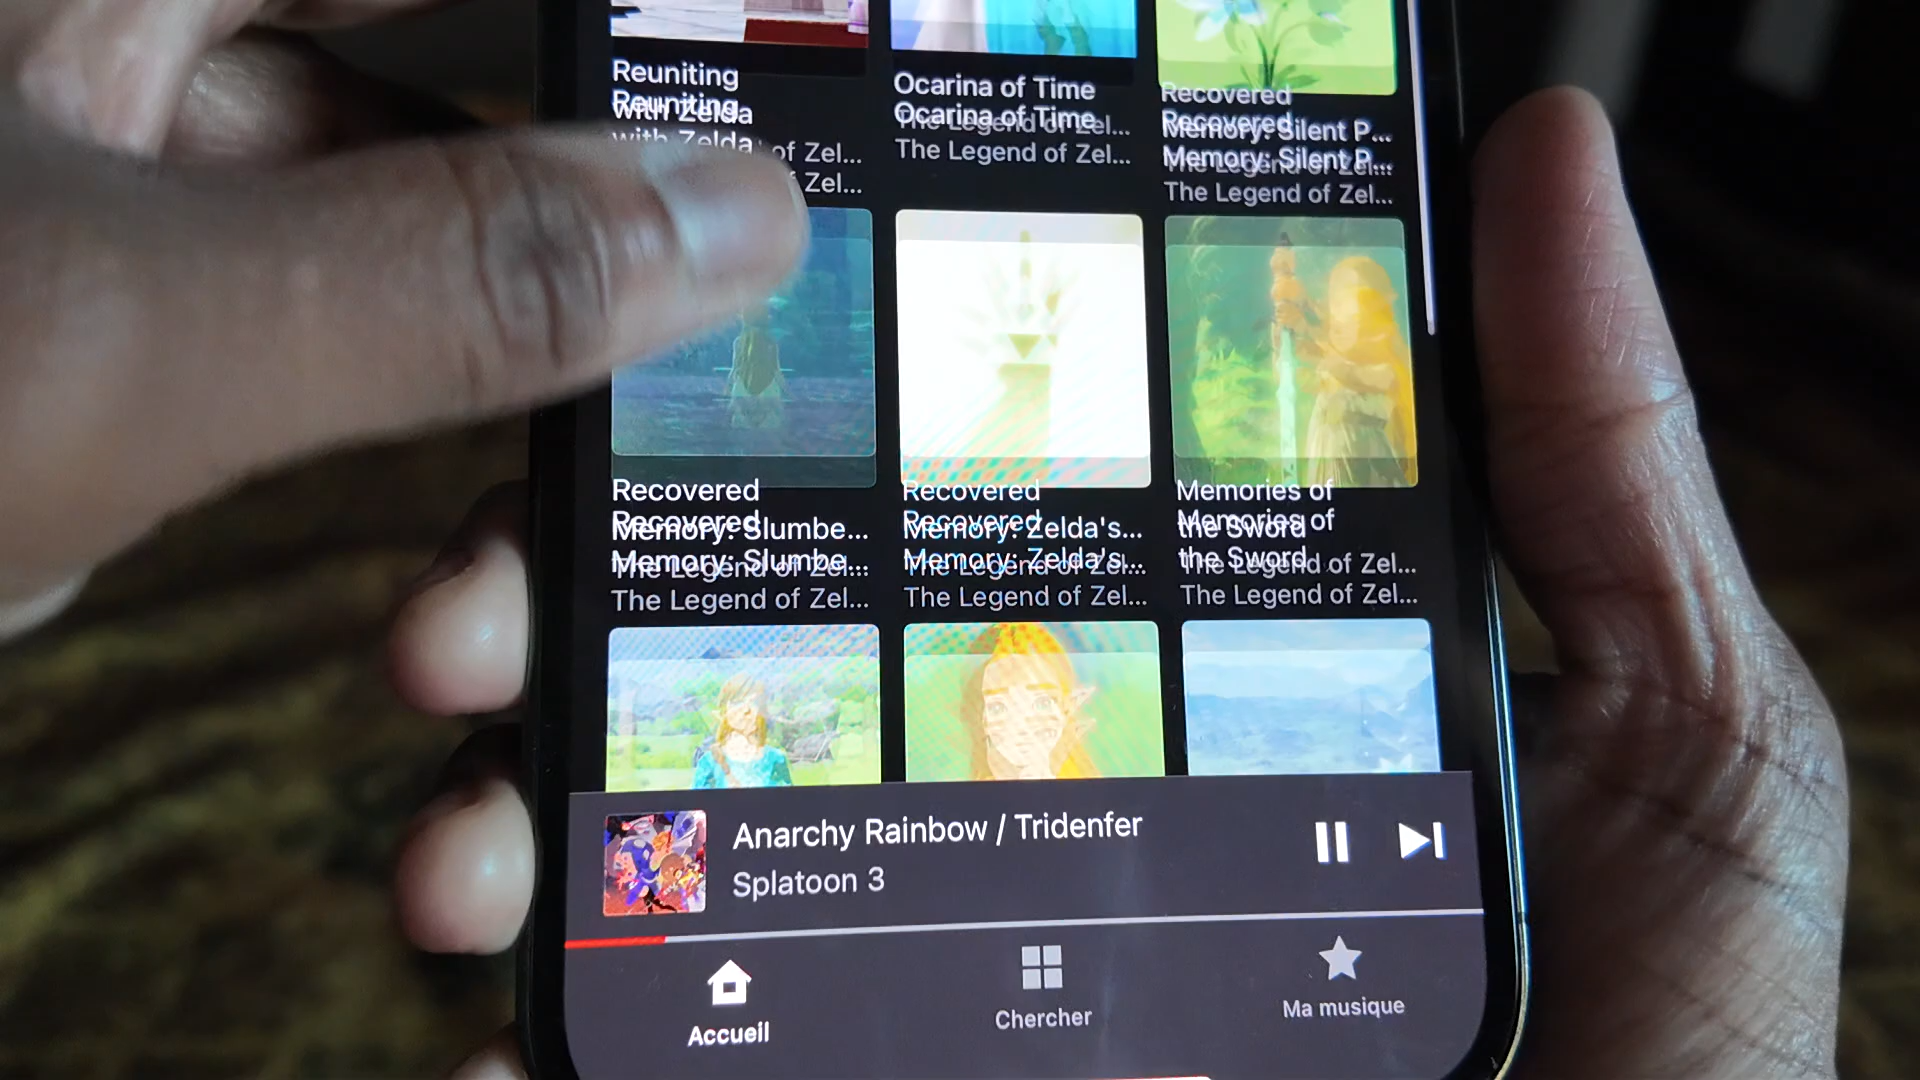 Reuniting
with Zelda
of Zel...
Ocarina of Time
The Legend of Zel...
Recovered
Memory: Silent P...
The Legend of Zel...
Recovered
Memory: Slumbe...
The Legend of Zel...
Recovered
Memory: Zelda's...
The Legend of Zel...
Memories of
the Sword
The Legend of Zel...
Anarchy Rainbow / Tridenfer
Splatoon 3
Accueil
Chercher
Ma musique